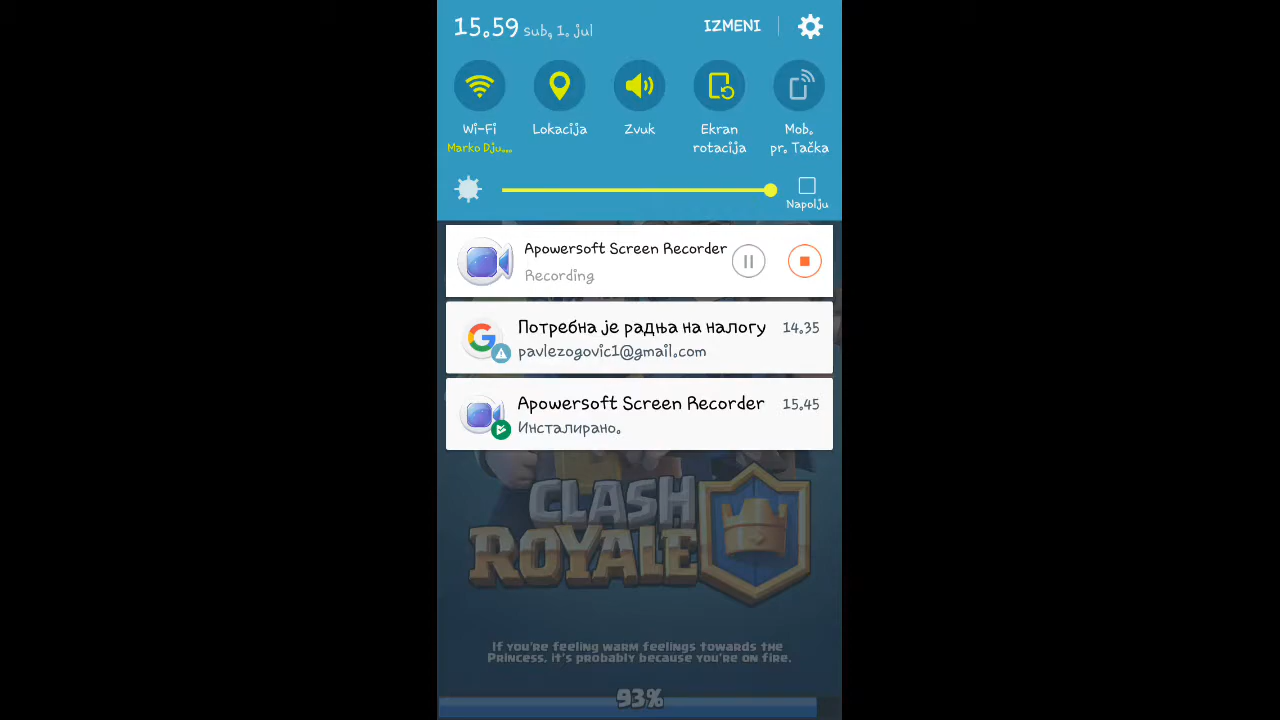 15.59 sub, 1. jul
IZMENI
Wi-Fi
Marko Dju...
Lokacija
Zvuk
Ekran
rotacija
Mob.
pr. Tačka
Napolju
Apowersoft Screen Recorder
Recording
Потребна је радња на налогу 14.35
pavlezogovic1@gmail.com
Apowersoft Screen Recorder 15.45
Инсталирано.
CLASH
ROYALE
If you're feeling warm feelings towards the
Princess, it's probably because you're on fire.
93%